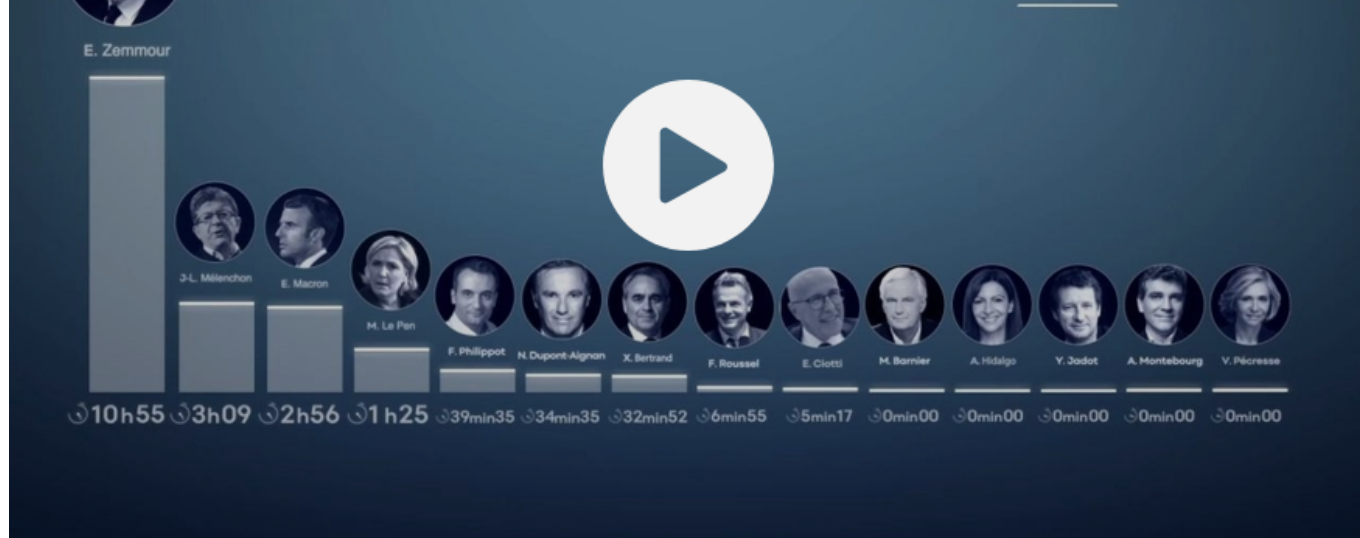 E. Zemmour
J-L. Mélenchon
E. Macron
M. Le Pen
F. Philippot
N. Dupont-Aignan
X. Bertrand
F. Roussel
E. Ciotti
M. Barnier
A. Hidalgo
Y. Jadot
A. Montebourg
V. Pécresse
10h55 3h09 2h56 1h25 39min35 34min35 32min52 6min55 5min17 0min00 0min00 0min00 0min00 0min00